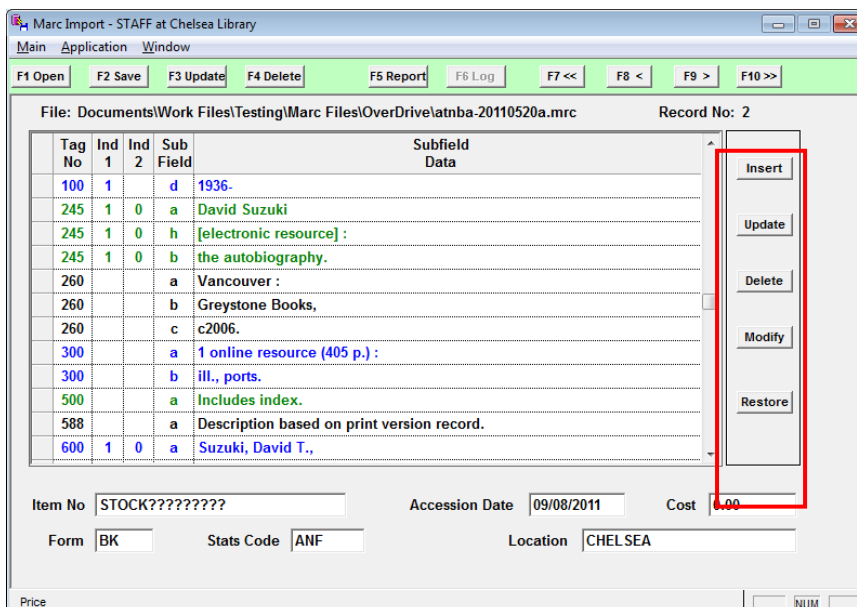 Marc Import - STAFF at Chelsea Library
Main Application Window
F1 Open F2 Save F3 Update F4 Delete F5 Report F6 Log F7 << F8 < F9 > F10 >>
File: Documents\Work Files\Testing\Marc Files\OverDrive\atnba-20110520a.mrc Record No: 2
Tag Ind Ind Sub Subfield
No 1 2 Field Data
100 1 d 1936-
245 1 0 a David Suzuki
245 1 0 h [electronic resource] :
245 1 0 b the autobiography.
260 a Vancouver :
260 b Greystone Books,
260 c c2006.
300 a 1 online resource (405 p.) :
300 b ill., ports.
500 a Includes index.
588 a Description based on print version record.
600 1 0 a Suzuki, David T.,
Insert
Update
Delete
Modify
Restore
Item No STOCK????????? Accession Date 09/08/2011 Cost 0.00
Form BK Stats Code ANF Location CHELSEA
Price NUM